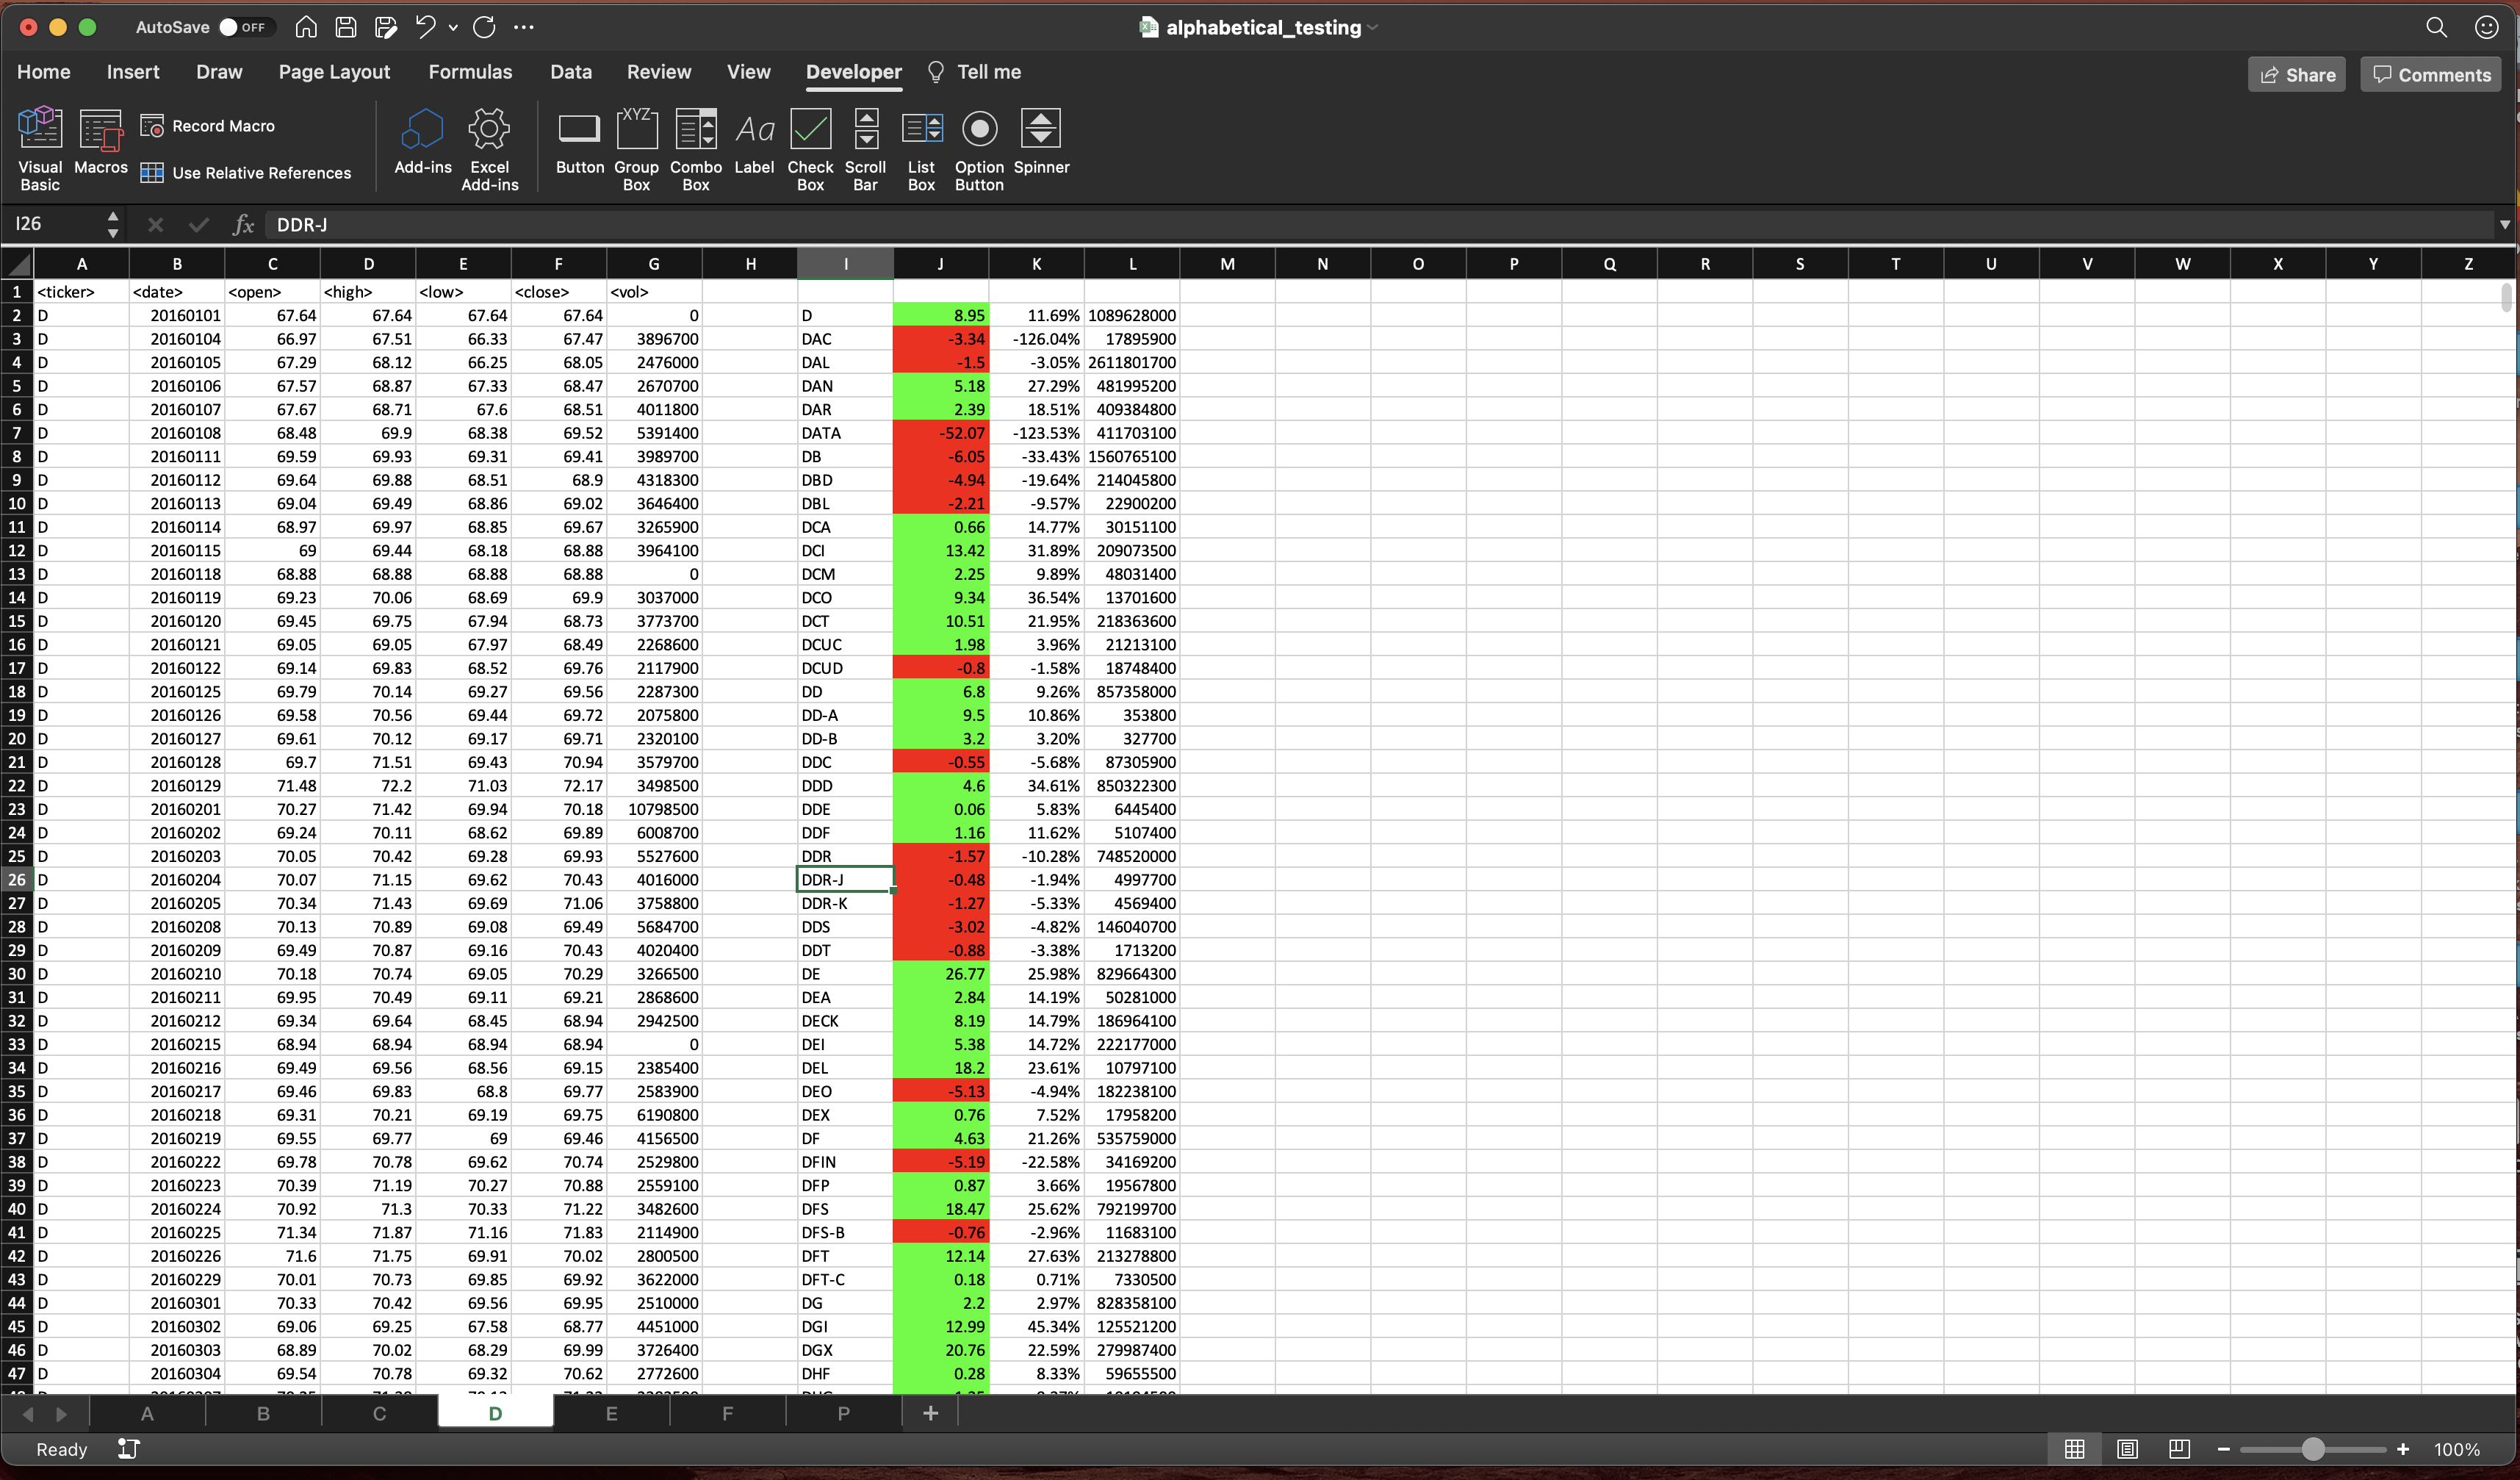 AutoSave OFF alphabetical_testing
Home Insert Draw Page Layout Formulas Data Review View Developer Tell me Share Comments
Visual Basic Macros Record Macro Use Relative References Add-ins Excel Add-ins Button Group Box Combo Box Label Check Box Scroll Bar List Box Option Button Spinner
XYZ Aa
I26 fx DDR-J
A B C D E F G H I J K L M N O P Q R S T U V W X Y Z
1 <ticker> <date> <open> <high> <low> <close> <vol>
2 D 20160101 67.64 67.64 67.64 67.64 0 D 8.95 11.69% 1089628000
3 D 20160104 66.97 67.51 66.33 67.47 3896700 DAC -3.34 -126.04% 17895900
4 D 20160105 67.29 68.12 66.25 68.05 2476000 DAL -1.5 -3.05% 2611801700
5 D 20160106 67.57 68.87 67.33 68.47 2670700 DAN 5.18 27.29% 481995200
6 D 20160107 67.67 68.71 67.6 68.51 4011800 DAR 2.39 18.51% 409384800
7 D 20160108 68.48 69.9 68.38 69.52 5391400 DATA -52.07 -123.53% 411703100
8 D 20160111 69.59 69.93 69.31 69.41 3989700 DB -6.05 -33.43% 1560765100
9 D 20160112 69.64 69.88 68.51 68.9 4318300 DBD -4.94 -19.64% 214045800
10 D 20160113 69.04 69.49 68.86 69.02 3646400 DBL -2.21 -9.57% 22900200
11 D 20160114 68.97 69.97 68.85 69.67 3265900 DCA 0.66 14.77% 30151100
12 D 20160115 69 69.44 68.18 68.88 3964100 DCI 13.42 31.89% 209073500
13 D 20160118 68.88 68.88 68.88 68.88 0 DCM 2.25 9.89% 48031400
14 D 20160119 69.23 70.06 68.69 69.9 3037000 DCO 9.34 36.54% 13701600
15 D 20160120 69.45 69.75 67.94 68.73 3773700 DCT 10.51 21.95% 218363600
16 D 20160121 69.05 69.05 67.97 68.49 2268600 DCUC 1.98 3.96% 21213100
17 D 20160122 69.14 69.83 68.52 69.76 2117900 DCUD -0.8 -1.58% 18748400
18 D 20160125 69.79 70.14 69.27 69.56 2287300 DD 6.8 9.26% 857358000
19 D 20160126 69.58 70.56 69.44 69.72 2075800 DD-A 9.5 10.86% 353800
20 D 20160127 69.61 70.12 69.17 69.71 2320100 DD-B 3.2 3.20% 327700
21 D 20160128 69.7 71.51 69.43 70.94 3579700 DDC -0.55 -5.68% 87305900
22 D 20160129 71.48 72.2 71.03 72.17 3498500 DDD 4.6 34.61% 850322300
23 D 20160201 70.27 71.42 69.94 70.18 10798500 DDE 0.06 5.83% 6445400
24 D 20160202 69.24 70.11 68.62 69.89 6008700 DDF 1.16 11.62% 5107400
25 D 20160203 70.05 70.42 69.28 69.93 5527600 DDR -1.57 -10.28% 748520000
26 D 20160204 70.07 71.15 69.62 70.43 4016000 DDR-J -0.48 -1.94% 4997700
27 D 20160205 70.34 71.43 69.69 71.06 3758800 DDR-K -1.27 -5.33% 4569400
28 D 20160208 70.13 70.89 69.08 69.49 5684700 DDS -3.02 -4.82% 146040700
29 D 20160209 69.49 70.87 69.16 70.43 4020400 DDT -0.88 -3.38% 1713200
30 D 20160210 70.18 70.74 69.05 70.29 3266500 DE 26.77 25.98% 829664300
31 D 20160211 69.95 70.49 69.11 69.21 2868600 DEA 2.84 14.19% 50281000
32 D 20160212 69.34 69.64 68.45 68.94 2942500 DECK 8.19 14.79% 186964100
33 D 20160215 68.94 68.94 68.94 68.94 0 DEI 5.38 14.72% 222177000
34 D 20160216 69.49 69.56 68.56 69.15 2385400 DEL 18.2 23.61% 10797100
35 D 20160217 69.46 69.83 68.8 69.77 2583900 DEO -5.13 -4.94% 182238100
36 D 20160218 69.31 70.21 69.19 69.75 6190800 DEX 0.76 7.52% 17958200
37 D 20160219 69.55 69.77 69 69.46 4156500 DF 4.63 21.26% 535759000
38 D 20160222 69.78 70.78 69.62 70.74 2529800 DFIN -5.19 -22.58% 34169200
39 D 20160223 70.39 71.19 70.27 70.88 2559100 DFP 0.87 3.66% 19567800
40 D 20160224 70.92 71.3 70.33 71.22 3482600 DFS 18.47 25.62% 792199700
41 D 20160225 71.34 71.87 71.16 71.83 2114900 DFS-B -0.76 -2.96% 11683100
42 D 20160226 71.6 71.75 69.91 70.02 2800500 DFT 12.14 27.63% 213278800
43 D 20160229 70.01 70.73 69.85 69.92 3622000 DFT-C 0.18 0.71% 7330500
44 D 20160301 70.33 70.42 69.56 69.95 2510000 DG 2.2 2.97% 828358100
45 D 20160302 69.06 69.25 67.58 68.77 4451000 DGI 12.99 45.34% 125521200
46 D 20160303 68.89 70.02 68.29 69.99 3726400 DGX 20.76 22.59% 279987400
47 D 20160304 69.54 70.78 69.32 70.62 2772600 DHF 0.28 8.33% 59655500
A B C D E F P +
Ready 100%